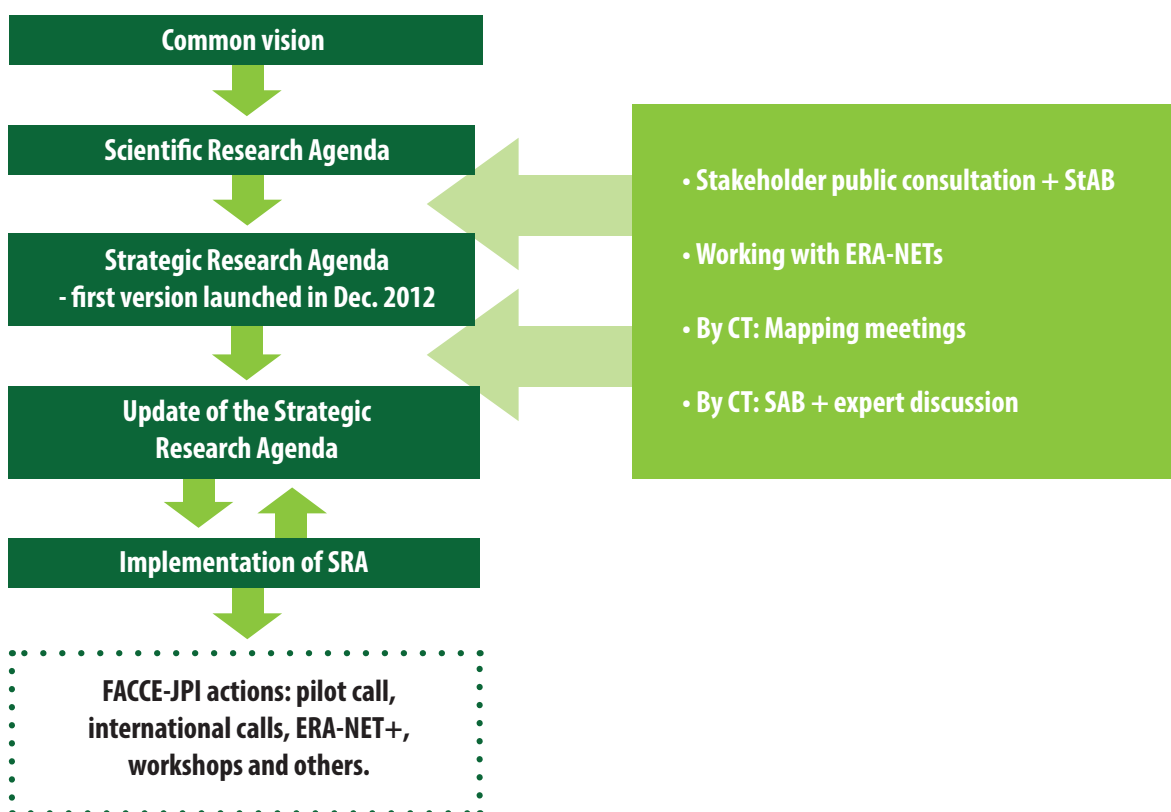 Common vision
Scientific Research Agenda
Strategic Research Agenda
- first version launched in Dec. 2012
Update of the Strategic
Research Agenda
Implementation of SRA
FACCE-JPI actions: pilot call,
international calls, ERA-NET+,
workshops and others.
• Stakeholder public consultation + StAB
• Working with ERA-NETs
• By CT: Mapping meetings
• By CT: SAB + expert discussion